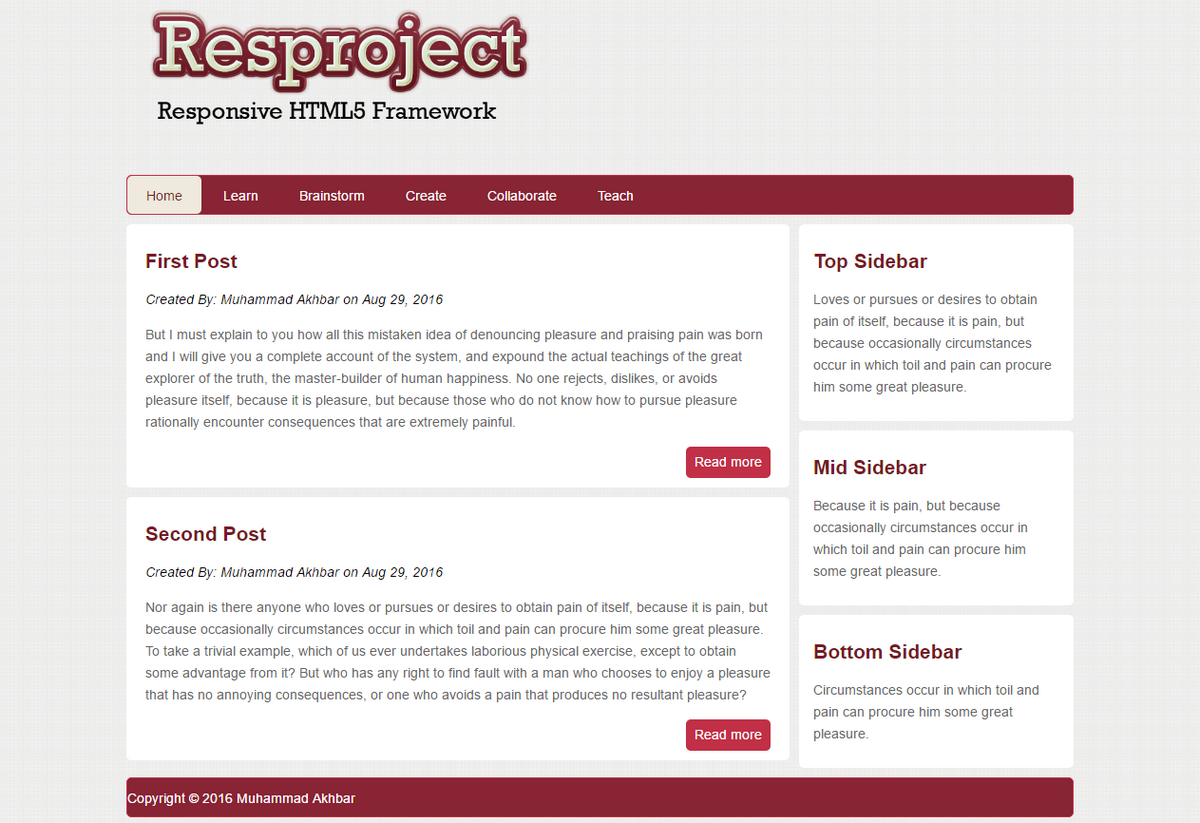 Resproject
Responsive HTML5 Framework
Home Learn Brainstorm Create Collaborate Teach
First Post
Created By: Muhammad Akhbar on Aug 29, 2016
But I must explain to you how all this mistaken idea of denouncing pleasure and praising pain was born
and I will give you a complete account of the system, and expound the actual teachings of the great
explorer of the truth, the master-builder of human happiness. No one rejects, dislikes, or avoids
pleasure itself, because it is pleasure, but because those who do not know how to pursue pleasure
rationally encounter consequences that are extremely painful.
Read more
Second Post
Created By: Muhammad Akhbar on Aug 29, 2016
Nor again is there anyone who loves or pursues or desires to obtain pain of itself, because it is pain, but
because occasionally circumstances occur in which toil and pain can procure him some great pleasure.
To take a trivial example, which of us ever undertakes laborious physical exercise, except to obtain
some advantage from it? But who has any right to find fault with a man who chooses to enjoy a pleasure
that has no annoying consequences, or one who avoids a pain that produces no resultant pleasure?
Read more
Top Sidebar
Loves or pursues or desires to obtain
pain of itself, because it is pain, but
because occasionally circumstances
occur in which toil and pain can procure
him some great pleasure.
Mid Sidebar
Because it is pain, but because
occasionally circumstances occur in
which toil and pain can procure him
some great pleasure.
Bottom Sidebar
Circumstances occur in which toil and
pain can procure him some great
pleasure.
Copyright © 2016 Muhammad Akhbar